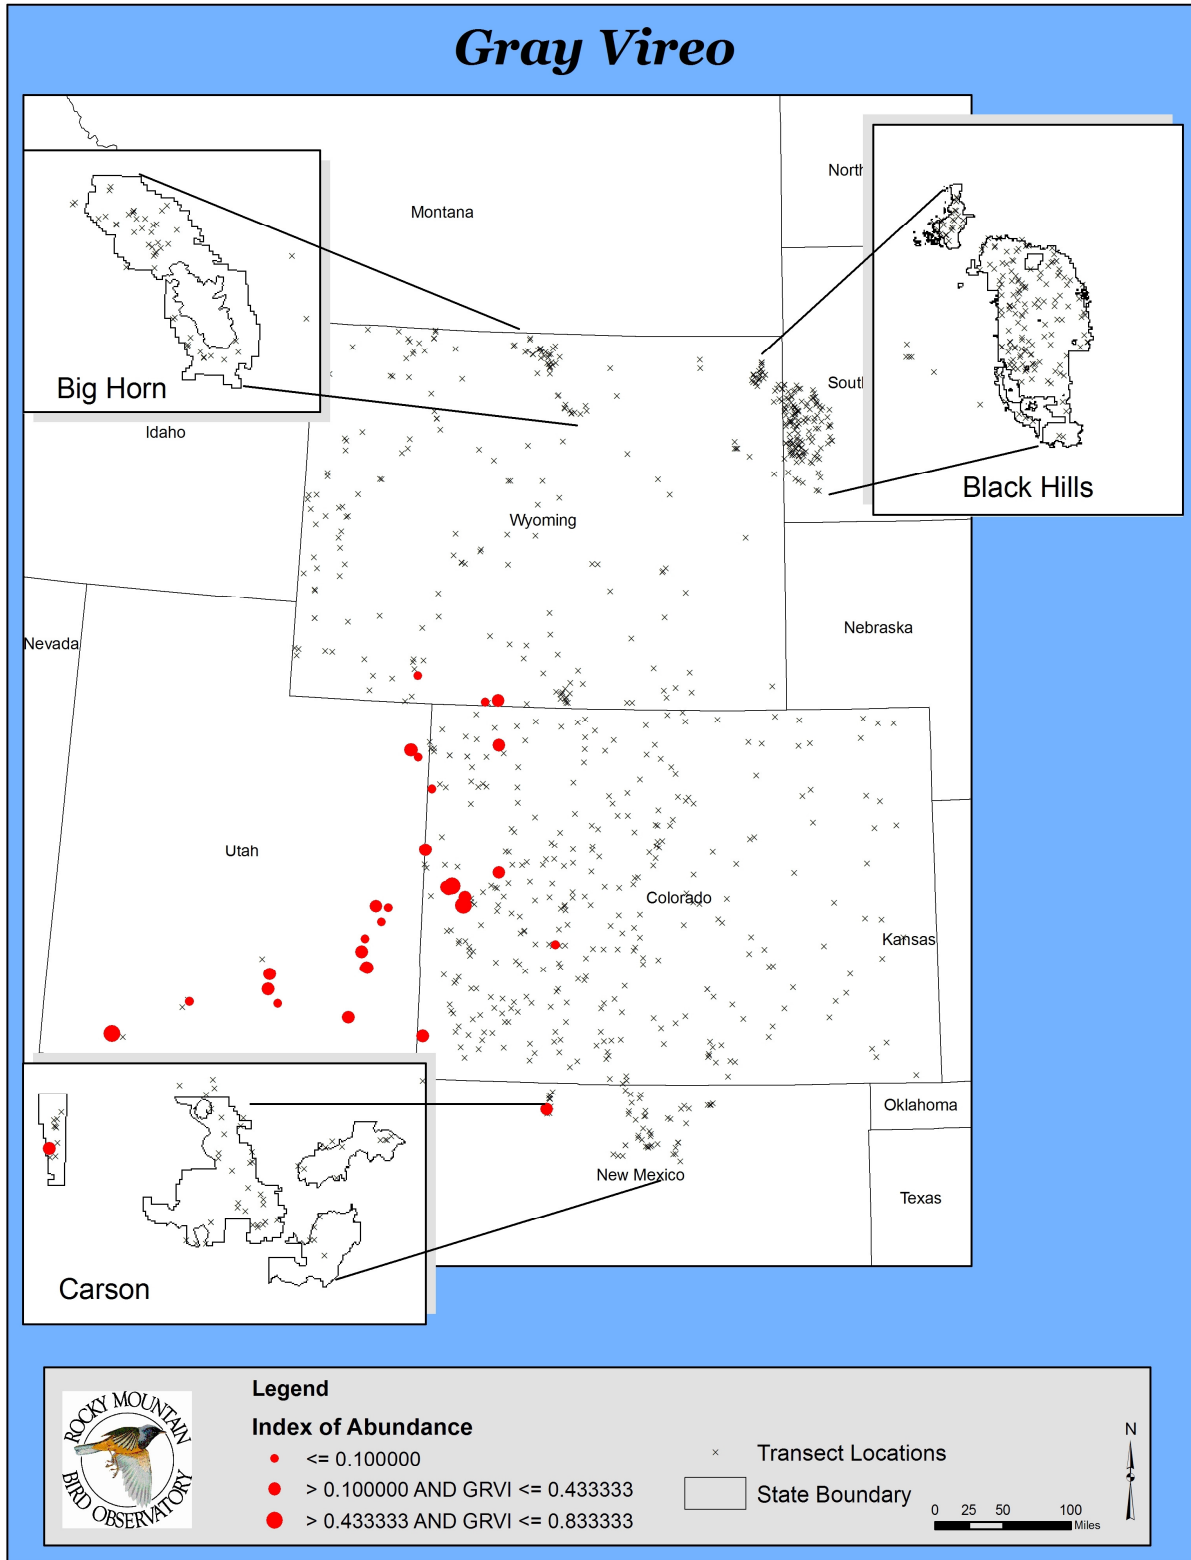 Gray Vireo
Montana
North
Big Horn
Idaho
South
Black Hills
Wyoming
Nevada
Nebraska
Utah
Colorado
Kansas
Oklahoma
New Mexico
Texas
Carson
ROCKY MOUNTAIN
BIRD OBSERVATORY
Legend
Index of Abundance
<= 0.100000
> 0.100000 AND GRVI <= 0.433333
> 0.433333 AND GRVI <= 0.833333
Transect Locations
State Boundary
N
0 25 50 100
Miles